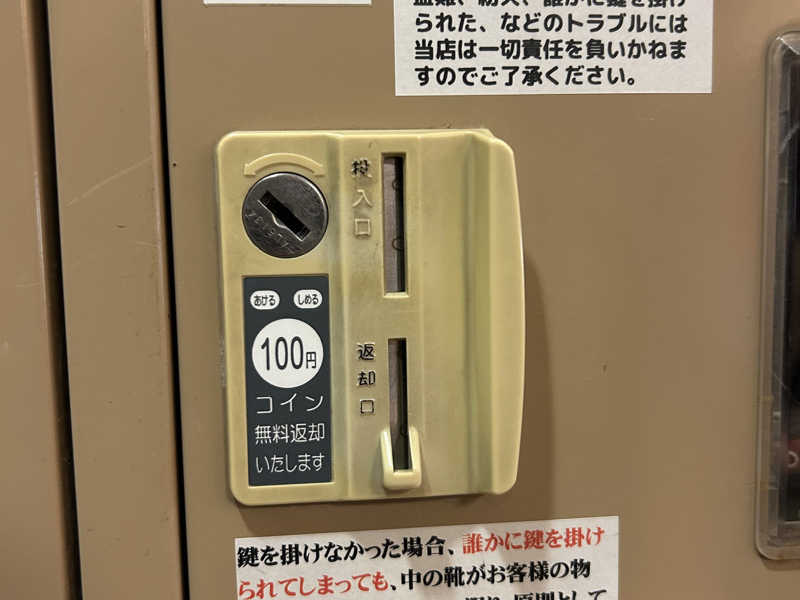 られた、などのトラブルには
当店は一切責任を負いかねま
すのでご了承ください。
投入口
あける しめる
100円
コイン
無料返却
いたします
返却口
鍵を掛けなかった場合、誰かに鍵を掛け
られてしまっても、中の靴がお客様の物